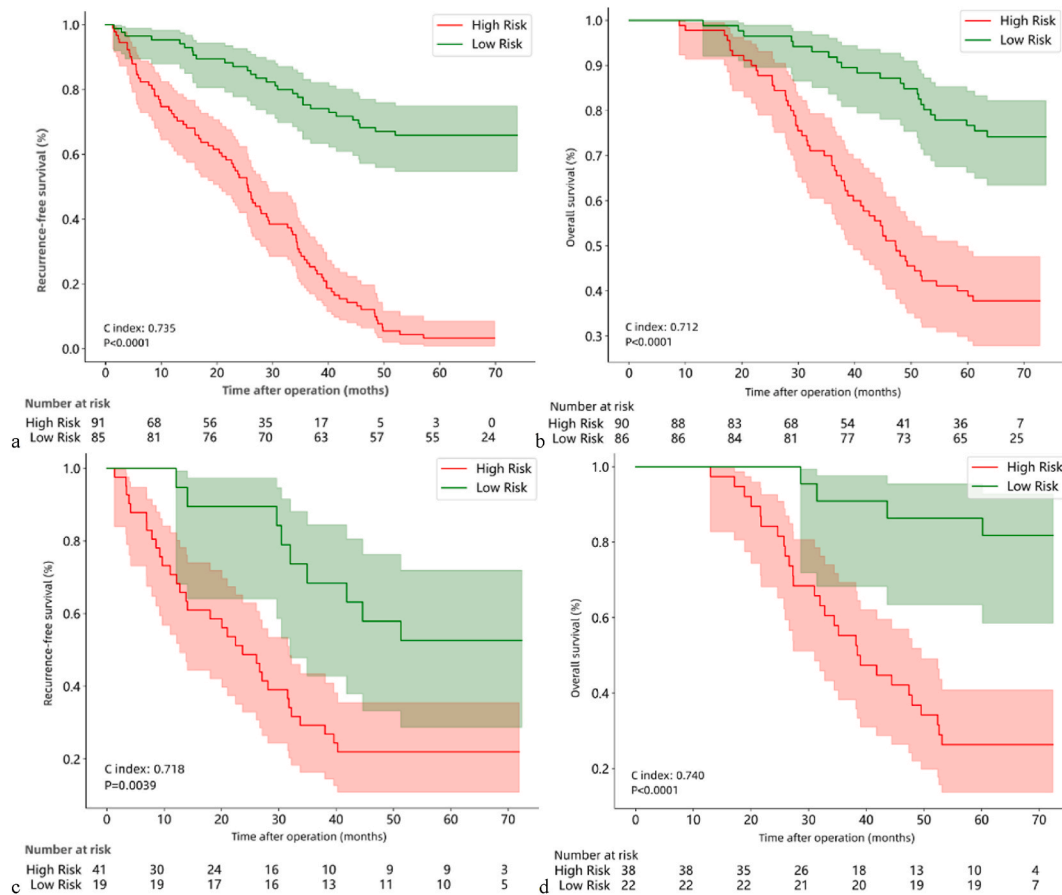 High Risk
Low Risk
1.0
0.8
0.6
0.4
0.2
0.0
Recurrence-free survival (%)
C index: 0.735
P<0.0001
0 10 20 30 40 50 60 70
Time after operation (moths)
Number at risk
High Risk 91 68 56 35 17 5 3 0
Low Risk 85 81 76 70 63 57 55 24
a
High Risk
Low Risk
1.0
0.9
0.8
0.7
0.6
0.5
0.4
0.3
Overall survival (%)
C index: 0.712
P<0.0001
0 10 20 30 40 50 60 70
Time after operation (moths)
Number at risk
High Risk 90 88 83 68 54 41 36 7
Low Risk 86 86 84 81 77 73 65 25
b
High Risk
Low Risk
1.0
0.8
0.6
0.4
0.2
Recurrence-free survival (%)
C index: 0.718
P=0.0039
0 10 20 30 40 50 60 70
Time after operation (months)
Number at risk
High Risk 41 30 24 16 10 9 9 3
Low Risk 19 19 17 16 13 11 10 5
c
High Risk
Low Risk
1.0
0.8
0.6
0.4
0.2
Overall survival (%)
C index: 0.740
P<0.0001
0 10 20 30 40 50 60 70
Time after operation (months)
Number at risk
High Risk 38 38 35 26 18 13 10 4
Low Risk 22 22 22 21 20 19 19 7
d